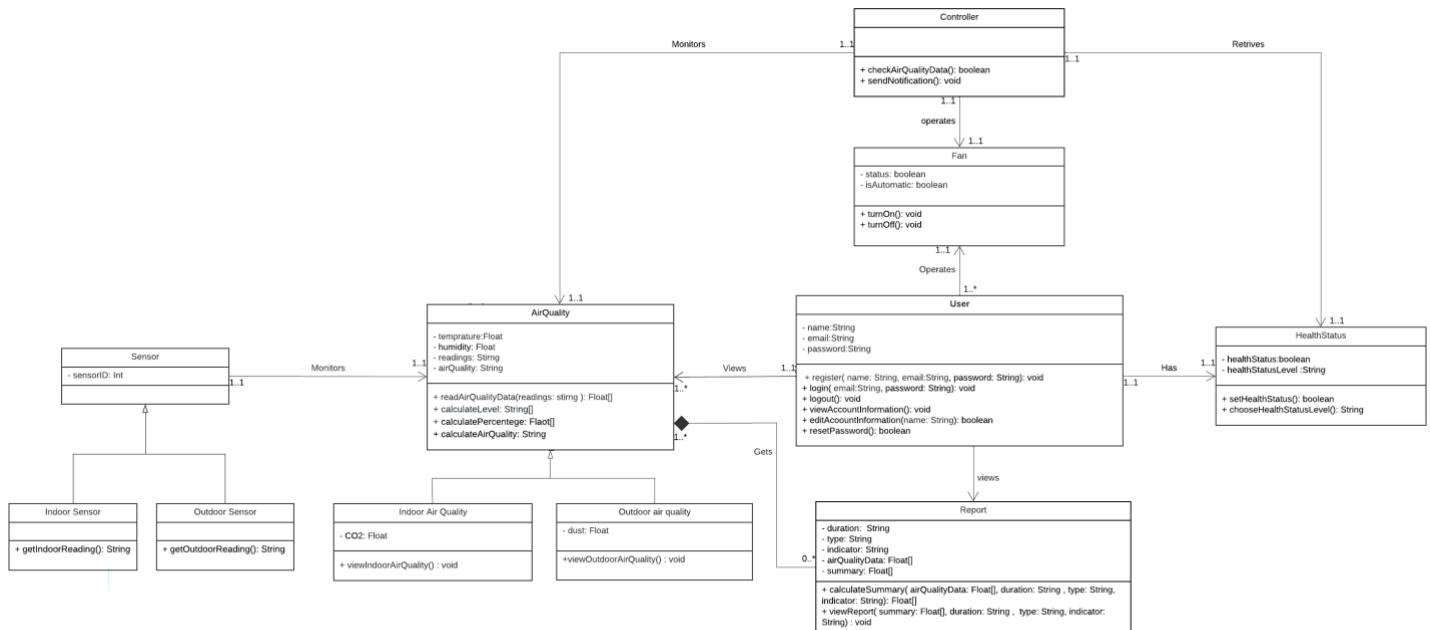 Controller
Monitors
1..1
Retrives
1..1
+ checkAirQualityData(): boolean
+ sendNotification(): void
1..1
operates
1..1
Fan
- status: boolean
- isAutomatic: boolean
+ turnOn(): void
+ turnOff(): void
1..1
Operates
1..*
User
- name:String
- email:String
- password:String
+ register( name: String, email:String, password: String): void
+ login( email:String, password: String): void
+ logout(): void
+ viewAccountInformation(): void
+ editAccountInformation(name: String): boolean
+ resetPassword(): boolean
1..1
AirQuality
- temprature:Float
- humidity: Float
- readings: Stirng
- airQuality: String
+ readAirQualityData(readings: stirng ): Float[]
+ calculateLevel: String[]
+ calculatePercentege: Flaot[]
+ calculateAirQuality: String
1..1
HealthStatus
- healthStatus:boolean
- healthStatusLevel :String
+ setHealthStatus(): boolean
+ chooseHealthStatusLevel(): String
Sensor
- sensorID: Int
1..1
Monitors
1..1
Views
1..1
1..*
Has
1..1
1..1
1..*
Gets
0..*
views
Indoor Sensor
+ getIndoorReading(): String
Outdoor Sensor
+ getOutdoorReading(): String
Indoor Air Quality
- CO2: Float
+ viewIndoorAirQuality() : void
Outdoor air quality
- dust: Float
+viewOutdoorAirQuality() : void
Report
- duration:  String
- type: String
- indicator: String
- airQualityData: Float[]
- summary: Float[]
+ calculateSummary( airQualityData: Float[], duration: String , type: String,
indicator: String): Float[]
+ viewReport( summary: Float[], duration: String ,  type: String, indicator:
String) : void